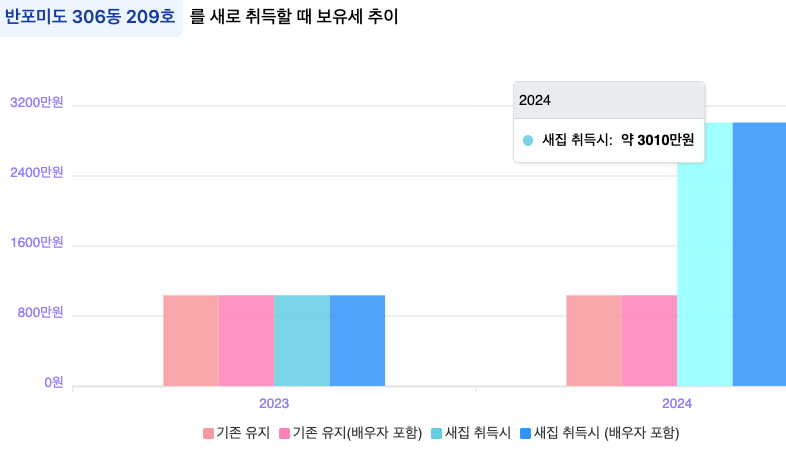 반포미도 306동 209호 를 새로 취득할 때 보유세 추이
3200만원
2024
새집 취득시: 약 3010만원
2400만원
1600만원
800만원
0원
2023 2024
기존 유지 기존 유지(배우자 포함) 새집 취득시 새집 취득시 (배우자 포함)